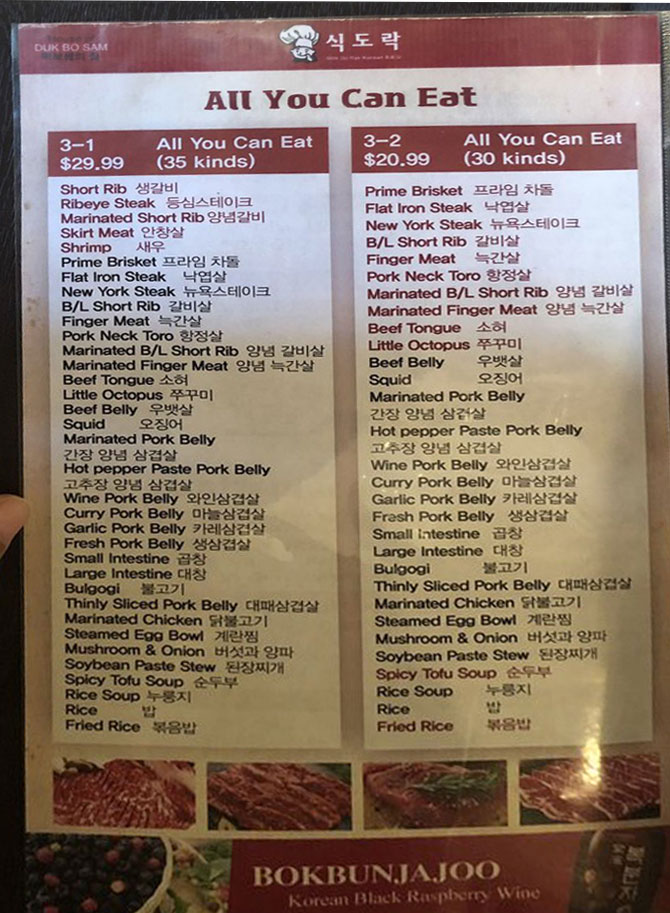 DUK BO SAM
식도락
All You Can Eat
3-1 All You Can Eat
$29.99 (35 kinds)
Short Rib 생갈비
Ribeye Steak 등심스테이크
Marinated Short Rib 양념갈비
Skirt Meat 안창살
Shrimp 새우
Prime Brisket 프라임 차돌
Flat Iron Steak 낙엽살
New York Steak 뉴욕스테이크
B/L Short Rib 갈비살
Finger Meat 늑간살
Pork Neck Toro 항정살
Marinated B/L Short Rib 양념 갈비살
Marinated Finger Meat 양념 늑간살
Beef Tongue 소혀
Little Octopus 쭈꾸미
Beef Belly 우뱃살
Squid 오징어
Marinated Pork Belly
간장 양념 삼겹살
Hot pepper Paste Pork Belly
고추장 양념 삼겹살
Wine Pork Belly 와인삼겹살
Curry Pork Belly 마늘삼겹살
Garlic Pork Belly 카레삼겹살
Fresh Pork Belly 생삼겹살
Small Intestine 곱창
Large Intestine 대창
Bulgogi 불고기
Thinly Sliced Pork Belly 대패삼겹살
Marinated Chicken 닭불고기
Steamed Egg Bowl 계란찜
Mushroom & Onion 버섯과 양파
Soybean Paste Stew 된장찌개
Spicy Tofu Soup 순두부
Rice Soup 누룽지
Rice 밥
Fried Rice 볶음밥
3-2 All You Can Eat
$20.99 (30 kinds)
Prime Brisket 프라임 차돌
Flat Iron Steak 낙엽살
New York Steak 뉴욕스테이크
B/L Short Rib 갈비살
Finger Meat 늑간살
Pork Neck Toro 항정살
Marinated B/L Short Rib 양념 갈비살
Marinated Finger Meat 양념 늑간살
Beef Tongue 소혀
Little Octopus 쭈꾸미
Beef Belly 우뱃살
Squid 오징어
Marinated Pork Belly
간장 양념 삼겹살
Hot pepper Paste Pork Belly
고추장 양념 삼겹살
Wine Pork Belly 와인삼겹살
Curry Pork Belly 마늘삼겹살
Garlic Pork Belly 카레삼겹살
Fresh Pork Belly 생삼겹살
Small Intestine 곱창
Large Intestine 대창
Bulgogi 불고기
Thinly Sliced Pork Belly 대패삼겹살
Marinated Chicken 닭불고기
Steamed Egg Bowl 계란찜
Mushroom & Onion 버섯과 양파
Soybean Paste Stew 된장찌개
Spicy Tofu Soup 순두부
Rice Soup 누룽지
Rice 밥
Fried Rice 볶음밥
BOKBUNJAJOO
Korean Black Raspberry Wine